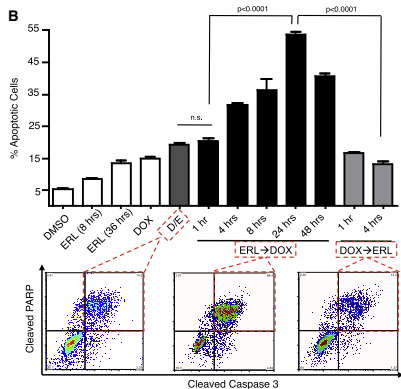 B
p<0.0001 p<0.0001
n.s.
% Apoptotic Cells
55
45
35
25
15
5
DMSO
ERL (8 hrs)
ERL (36 hrs)
DOX
D/E
1 hr
4 hrs
8 hrs
24 hrs
48 hrs
1 hr
4 hrs
ERL→DOX DOX→ERL
Cleaved PARP
Cleaved Caspase 3